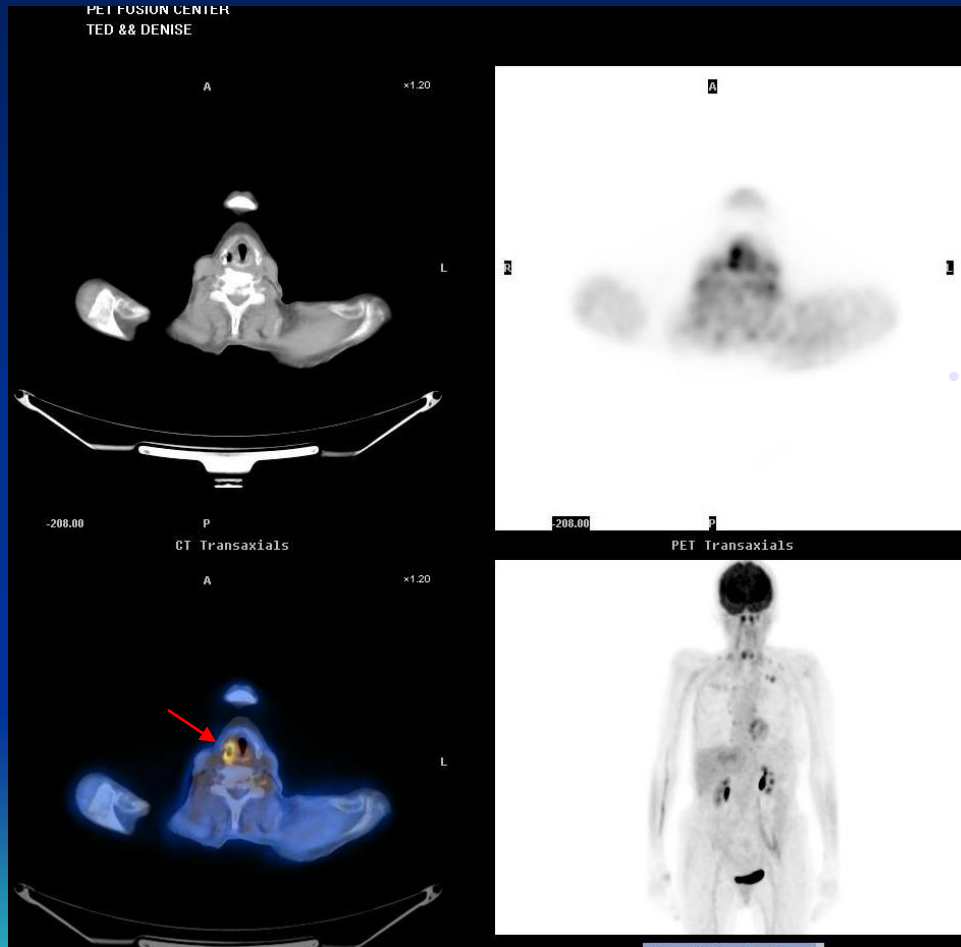 PET FUSION CENTER
TED && DENISE
A
×1.20
A
L
R
L
-208.00
P
-208.00
P
CT Transaxials
PET Transaxials
A
×1.20
L